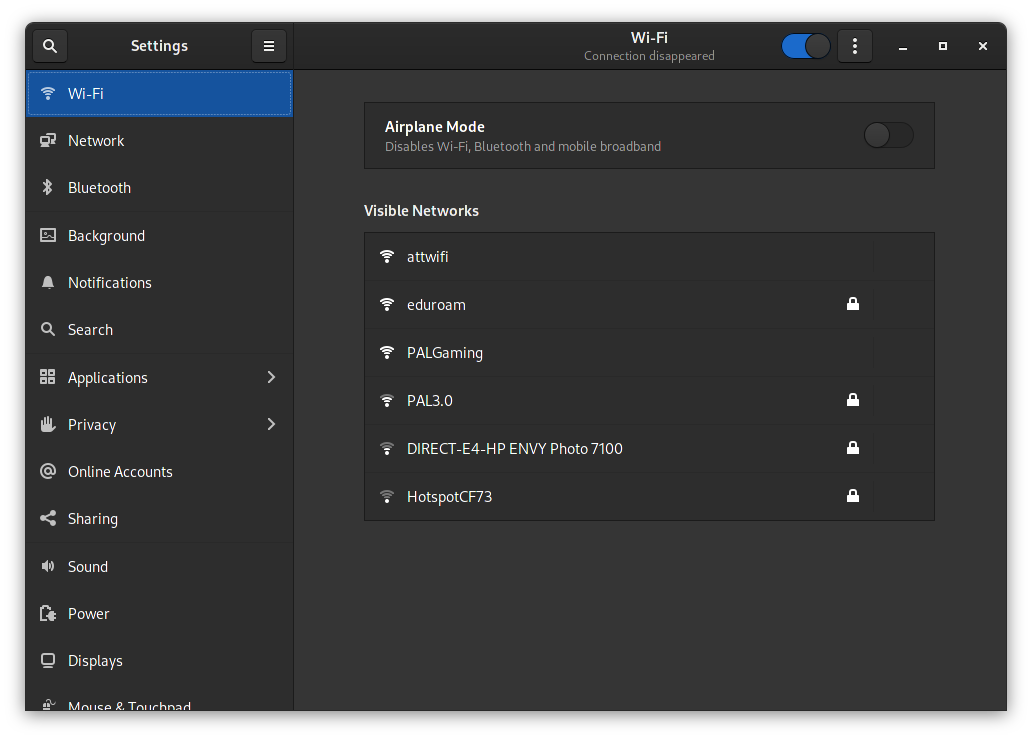 Settings
Wi-Fi
Connection disappeared
Wi-Fi
Network
Bluetooth
Background
Notifications
Search
Applications
Privacy
Online Accounts
Sharing
Sound
Power
Displays
Mouse & Touchpad
Airplane Mode
Disables Wi-Fi, Bluetooth and mobile broadband
Visible Networks
attwifi
eduroam
PALGaming
PAL3.0
DIRECT-E4-HP ENVY Photo 7100
HotspotCF73